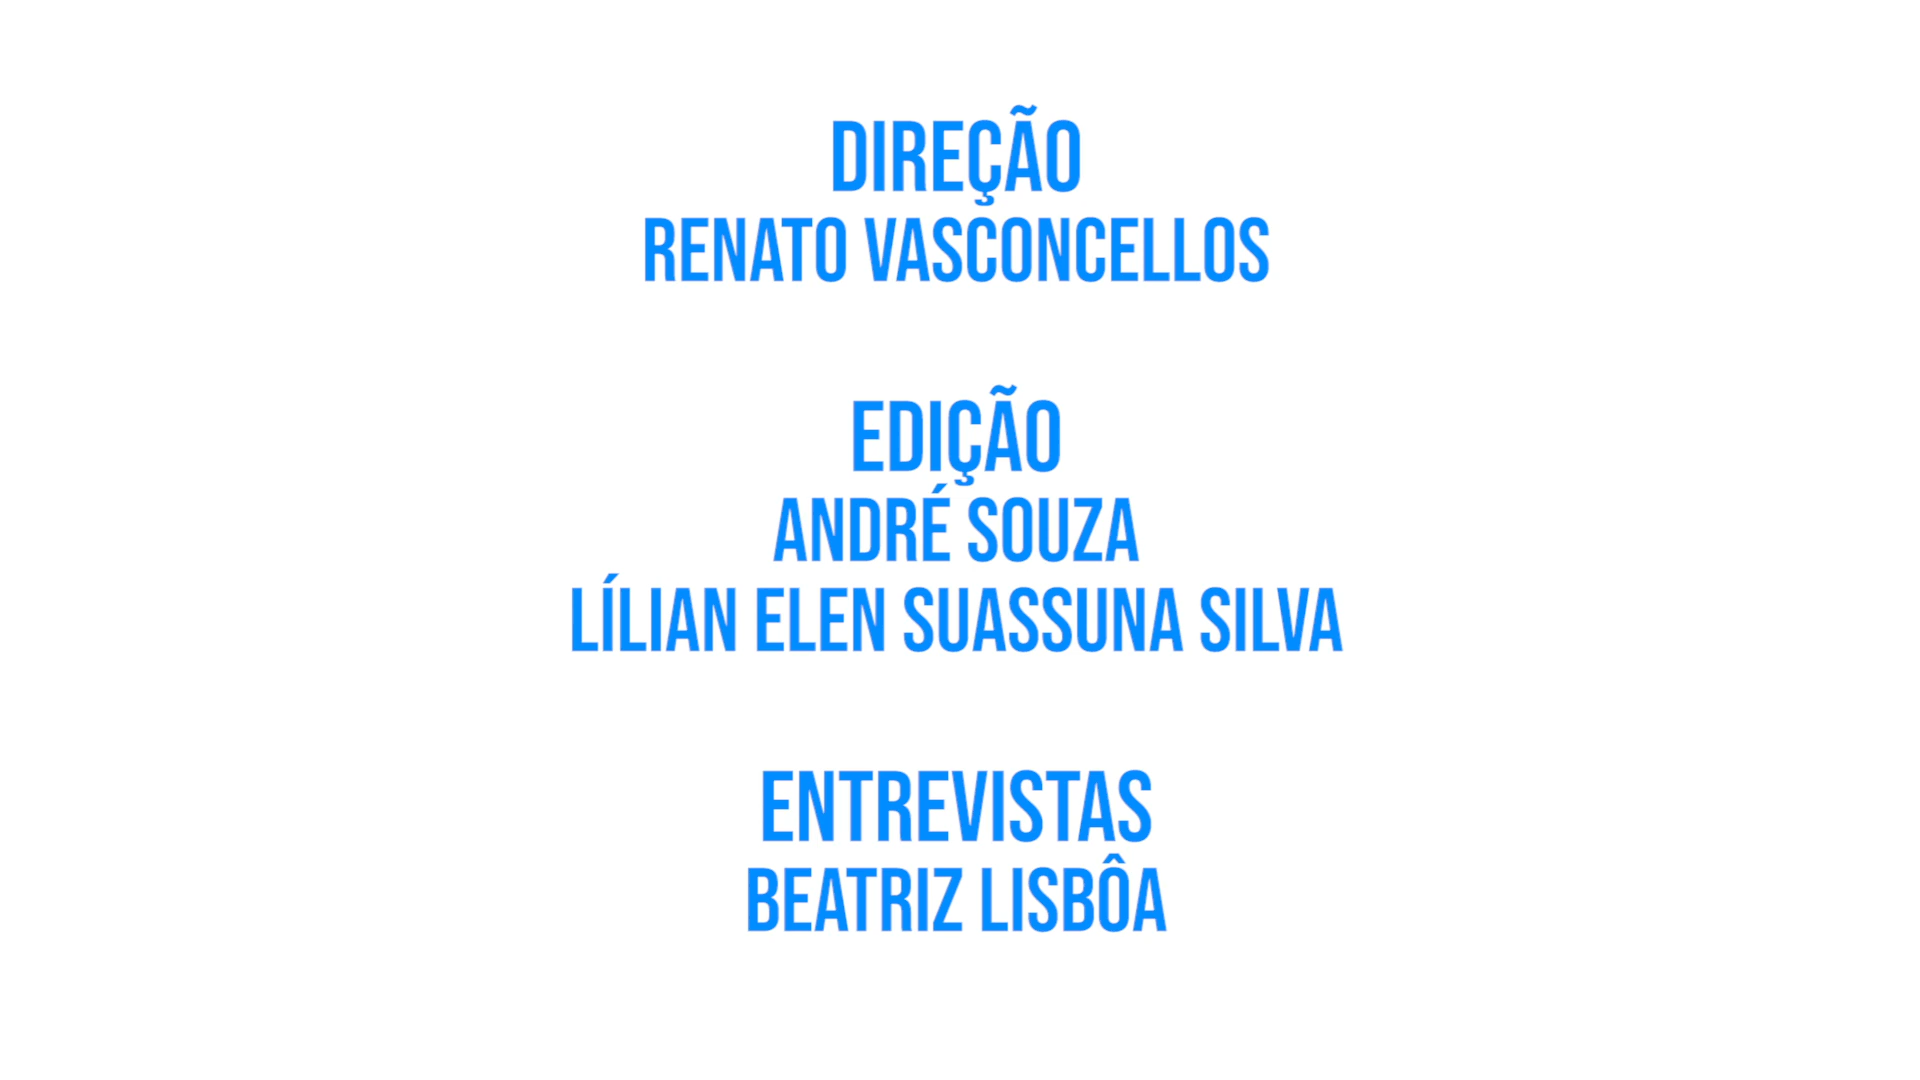 DIREÇÃO
RENATO VASCONCELLOS
EDIÇÃO
ANDRÉ SOUZA
LÍLIAN ELEN SUASSUNA SILVA
ENTREVISTAS
BEATRIZ LISBÔA